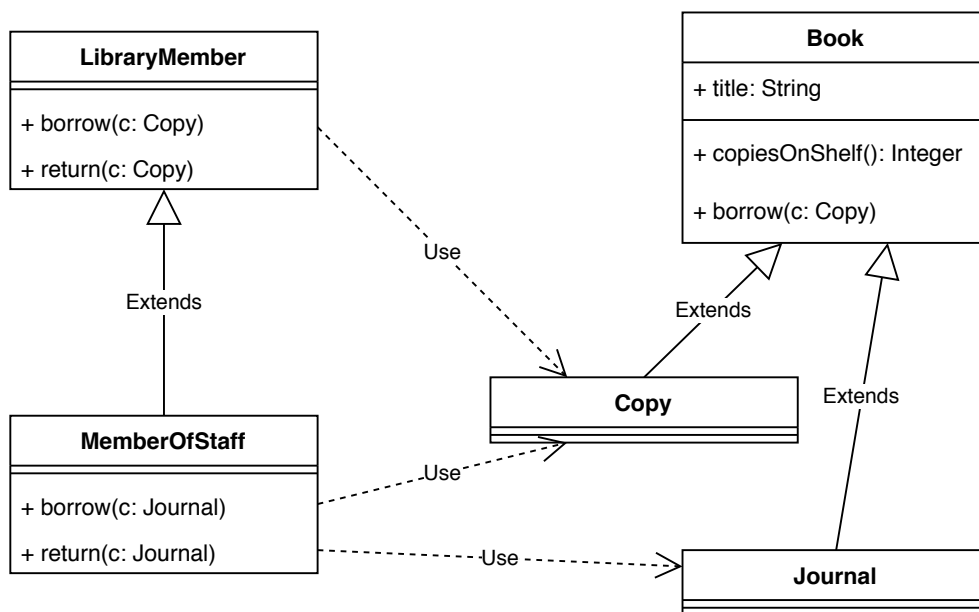 LibraryMember
+ borrow(c: Copy)
+ return(c: Copy)
Book
+ title: String
+ copiesOnShelf(): Integer
+ borrow(c: Copy)
Use
Extends
Extends
Copy
Extends
MemberOfStaff
+ borrow(c: Journal)
+ return(c: Journal)
Use
Use
Journal